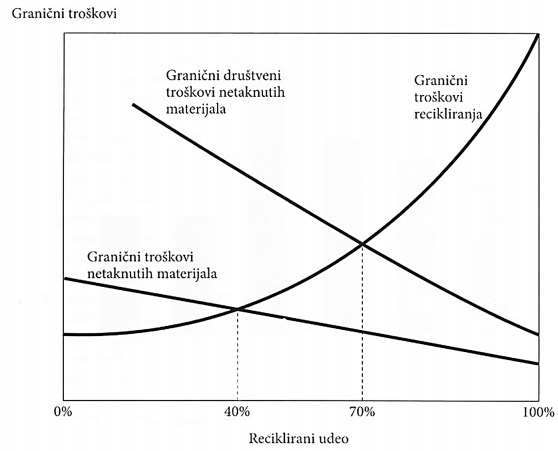 Granični troškovi
Granični društveni
troškovi netaknutih
materijala
Granični
troškovi
recikliranja
Granični troškovi
netaknutih materijala
0%
40%
70%
100%
Reciklirani udeo